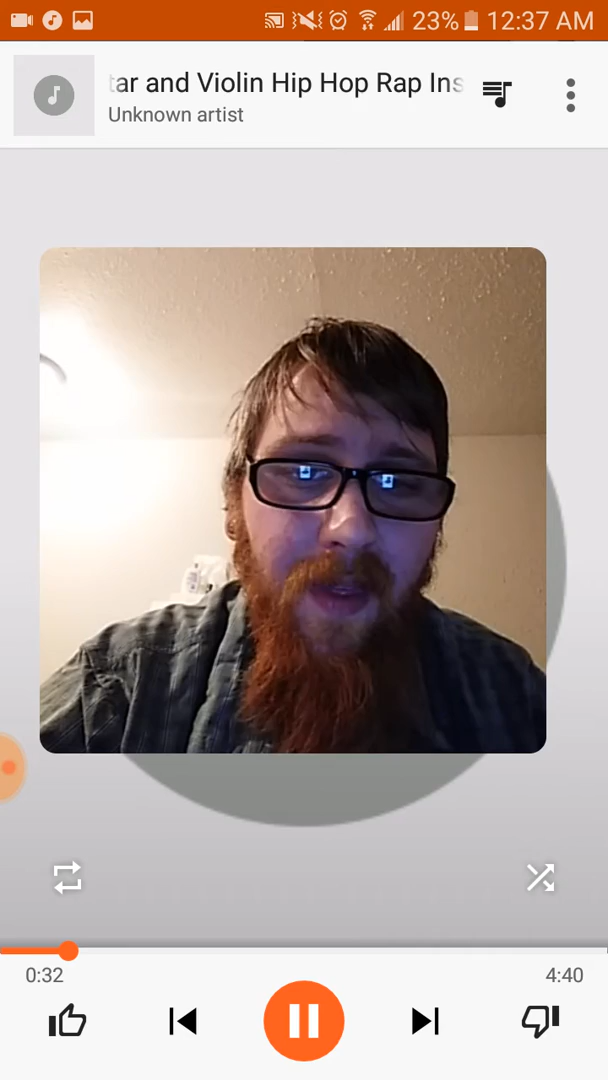 23% 12:37 AM
tar and Violin Hip Hop Rap Ins
Unknown artist
0:32
4:40